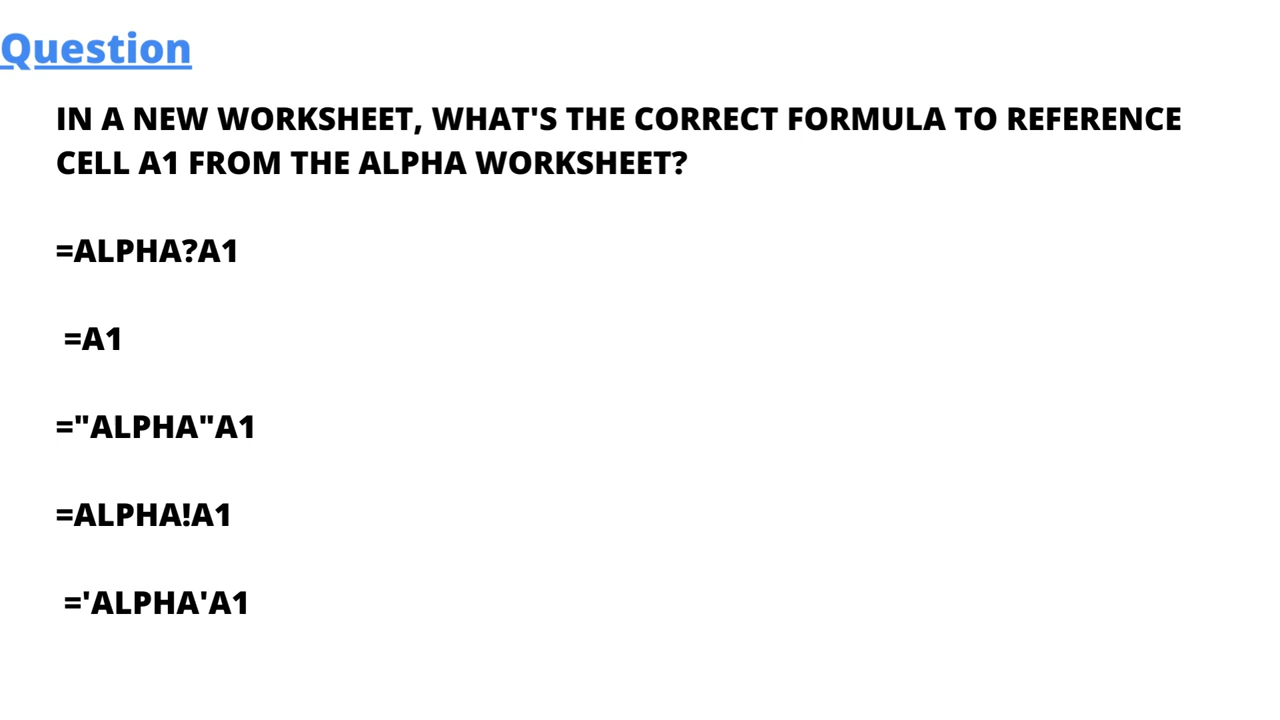 Question
IN A NEW WORKSHEET, WHAT'S THE CORRECT FORMULA TO REFERENCE
CELL A1 FROM THE ALPHA WORKSHEET?
=ALPHA?A1
=A1
="ALPHA"A1
=ALPHA!A1
='ALPHA'A1